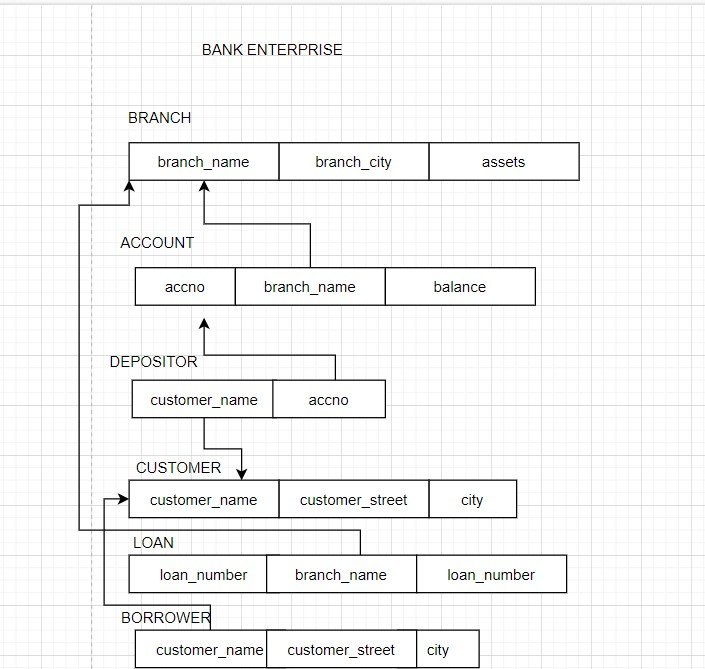 BANK ENTERPRISE
BRANCH
branch_name branch_city assets
ACCOUNT
accno branch_name balance
DEPOSITOR
customer_name accno
CUSTOMER
customer_name customer_street city
LOAN
loan_number branch_name loan_number
BORROWER
customer_name customer_street city